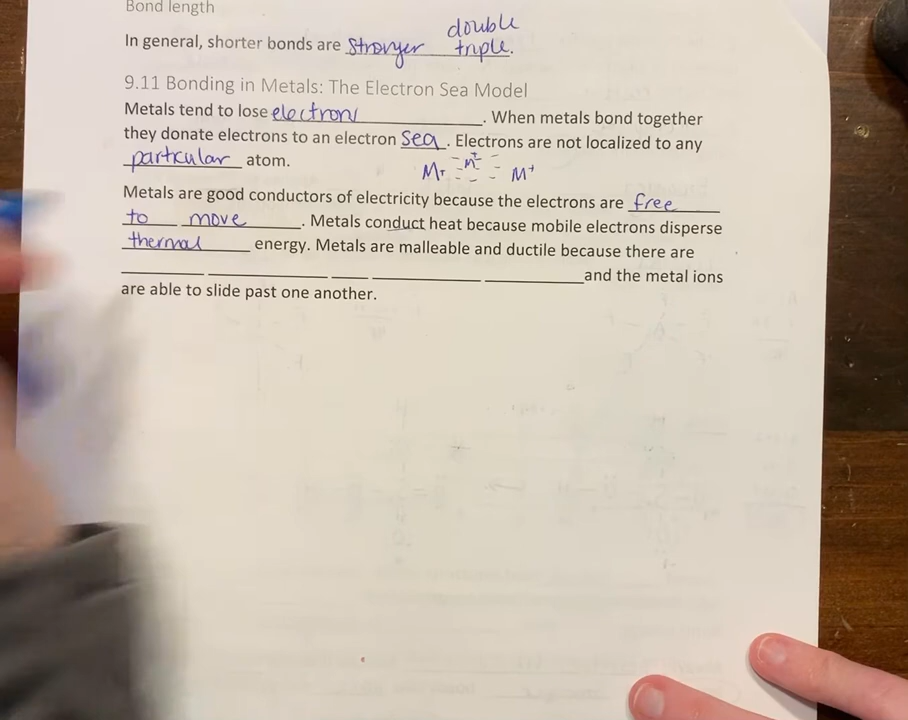 Bond length
double
In general, shorter bonds are stronger triple.
9.11 Bonding in Metals: The Electron Sea Model
Metals tend to lose electron. When metals bond together
they donate electrons to an electron sea. Electrons are not localized to any
particular atom.
M+ M+ M+
Metals are good conductors of electricity because the electrons are free
to move. Metals conduct heat because mobile electrons disperse
thermal energy. Metals are malleable and ductile because there are
and the metal ions
are able to slide past one another.